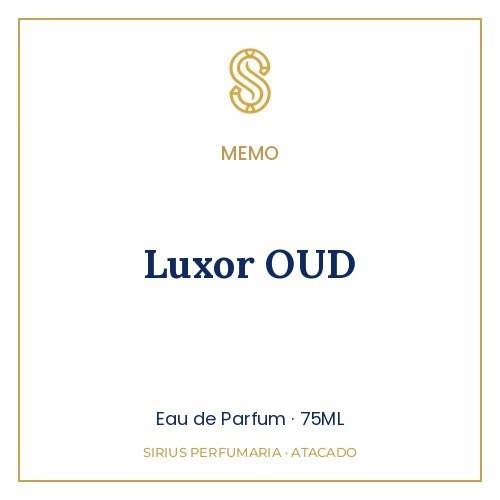 MEMO
Luxor OUD
Eau de Parfum · 75ML
SIRIUS PERFUMARIA · ATACADO